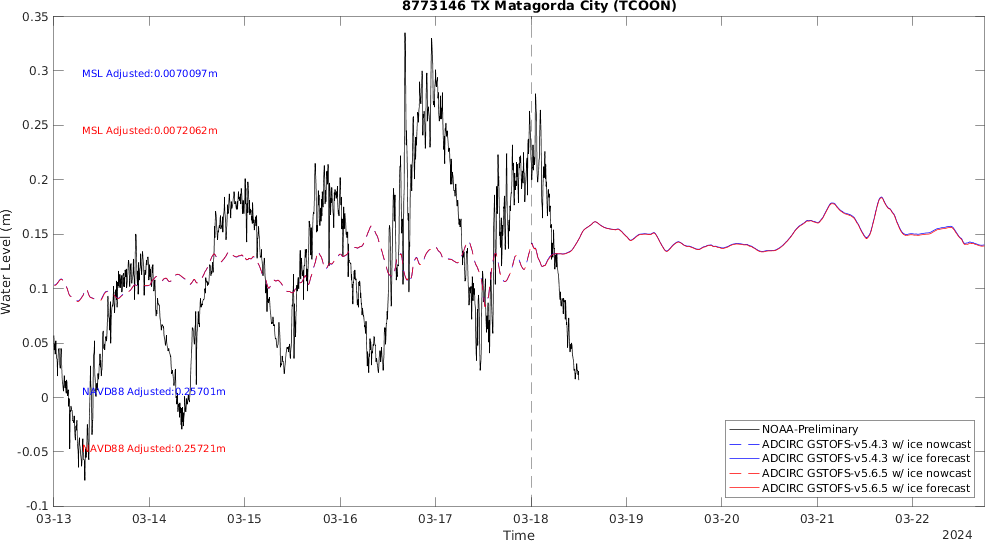 8773146 TX Matagorda City (TCOON)
0.35
0.3
0.25
0.2
0.15
0.1
0.05
0
-0.05
-0.1
Water Level (m)
MSL Adjusted:0.0070097m
MSL Adjusted:0.0072062m
NAVD88 Adjusted:0.25701m
NAVD88 Adjusted:0.25721m
NOAA-Preliminary
ADCIRC GSTOFS-v5.4.3 w/ ice nowcast
ADCIRC GSTOFS-v5.4.3 w/ ice forecast
ADCIRC GSTOFS-v5.6.5 w/ ice nowcast
ADCIRC GSTOFS-v5.6.5 w/ ice forecast
03-13 03-14 03-15 03-16 03-17 03-18 03-19 03-20 03-21 03-22
Time
2024